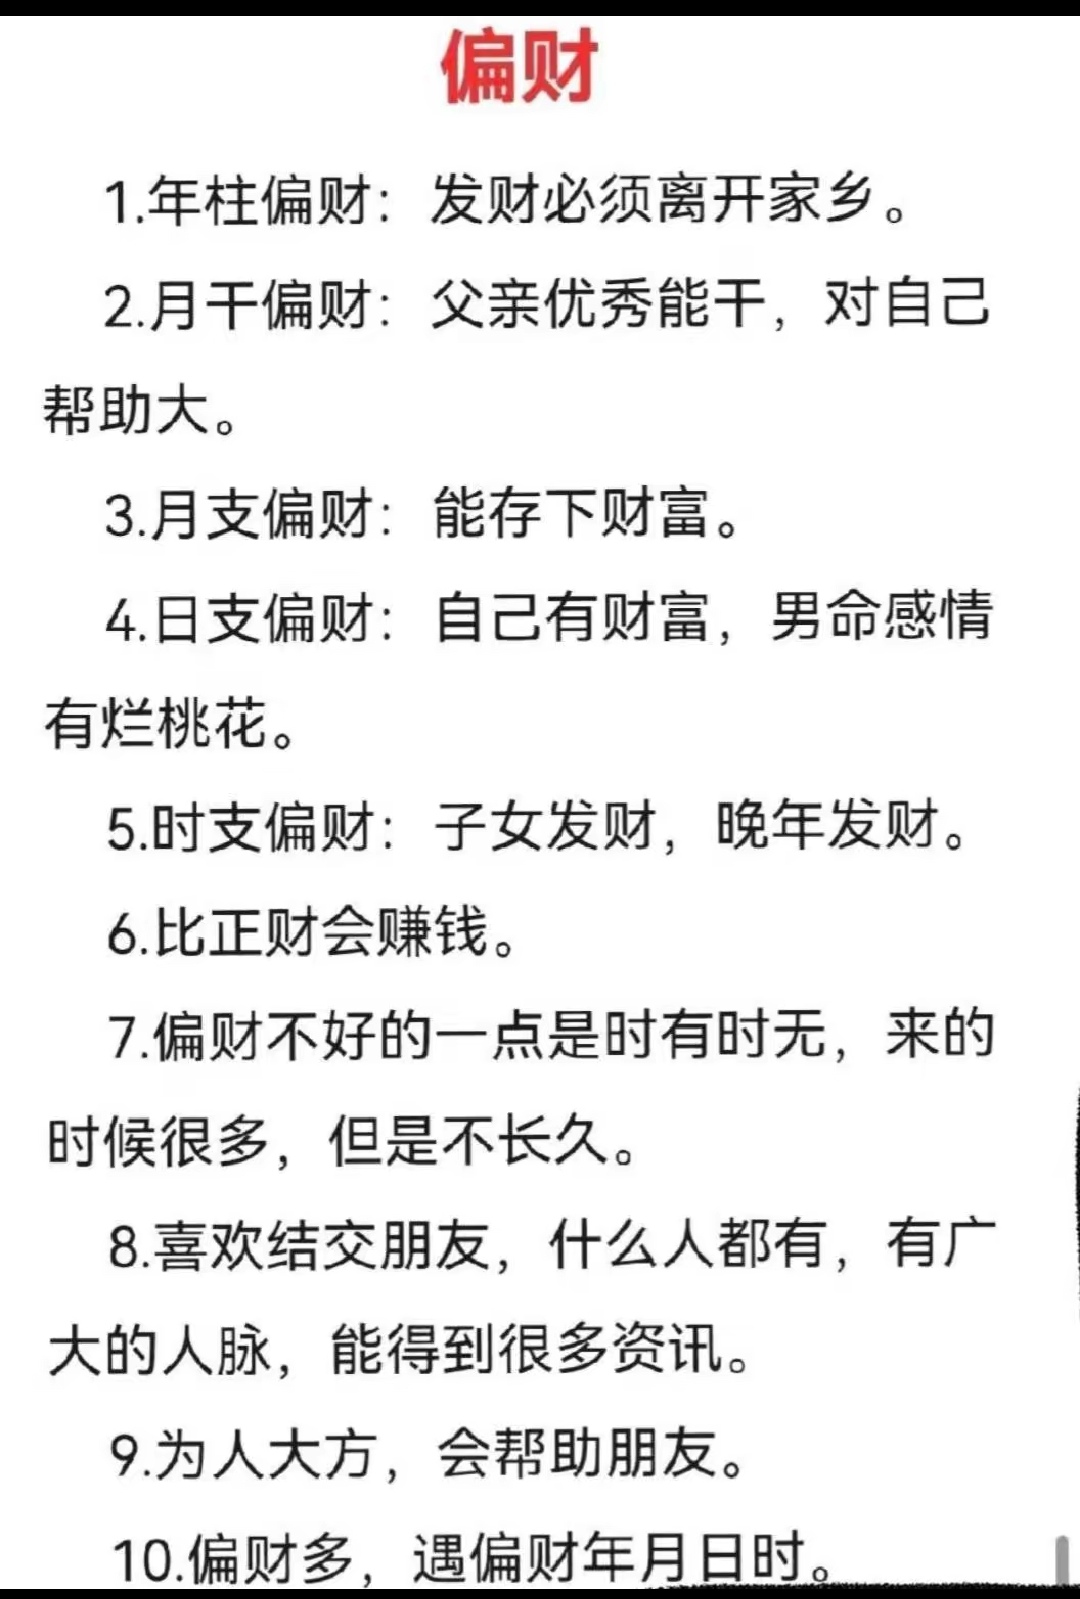 偏财
1.年柱偏财：发财必须离开家乡。
2.月干偏财：父亲优秀能干，对自己
帮助大。
3.月支偏财：能存下财富。
4.日支偏财：自己有财富，男命感情
有烂桃花。
5.时支偏财：子女发财，晚年发财。
6.比正财会赚钱。
7.偏财不好的一点是时有时无，来的
时候很多，但是不长久。
8.喜欢结交朋友，什么人都有，有广
大的人脉，能得到很多资讯。
9.为人大方，会帮助朋友。
10.偏财多，遇偏财年月日时。